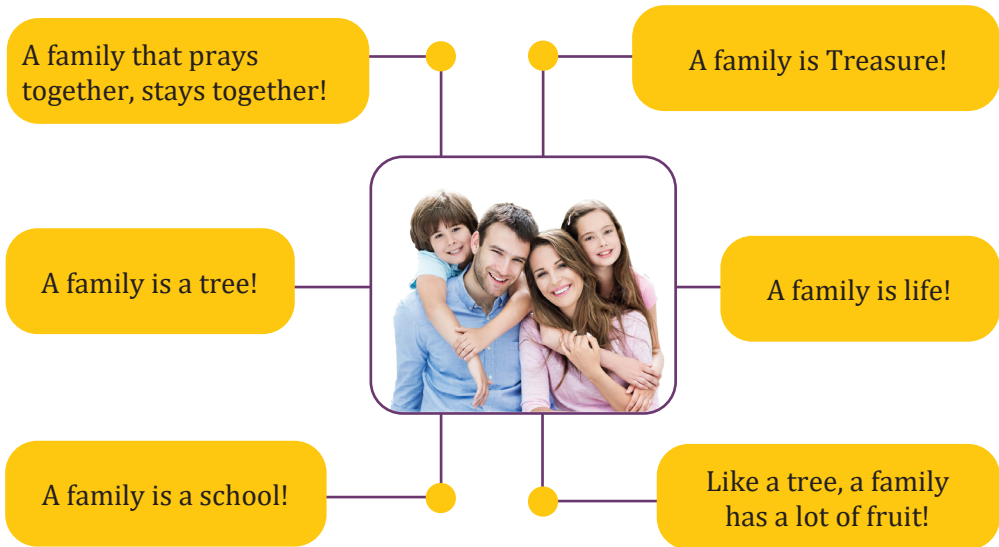 A family that prays
together, stays together!
A family is Treasure!
A family is a tree!
A family is life!
A family is a school!
Like a tree, a family
has a lot of fruit!